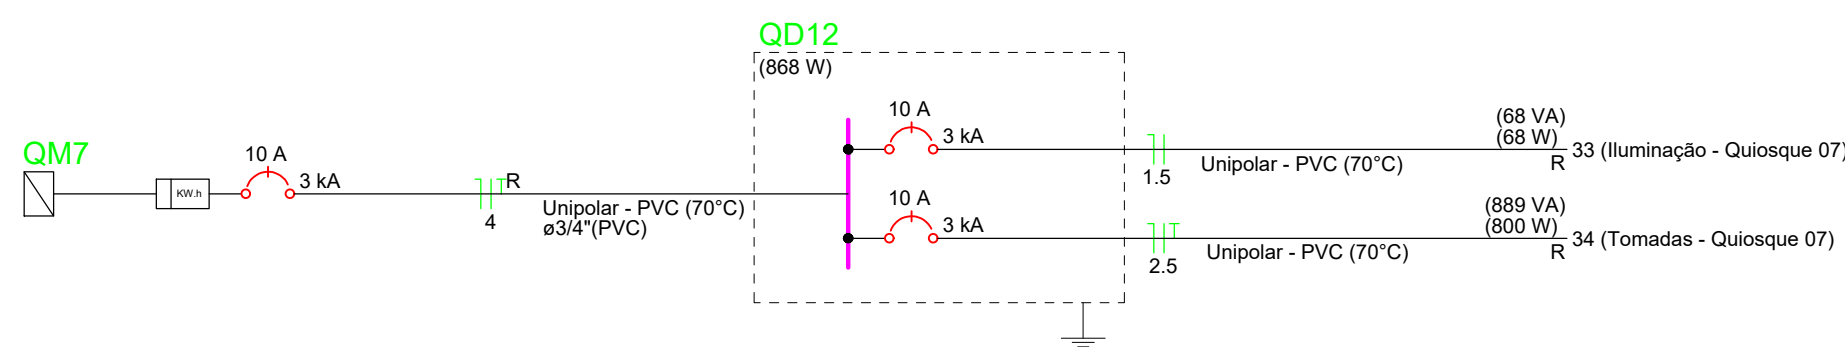 QM7
KW.h
10 A
3 kA
R
4
Unipolar - PVC (70°C)
ø3/4"(PVC)
QD12
(868 W)
10 A
3 kA
1.5
Unipolar - PVC (70°C)
(68 VA)
(68 W)
R
33 (Iluminação - Quiosque 07)
10 A
3 kA
2.5
Unipolar - PVC (70°C)
(889 VA)
(800 W)
R
34 (Tomadas - Quiosque 07)